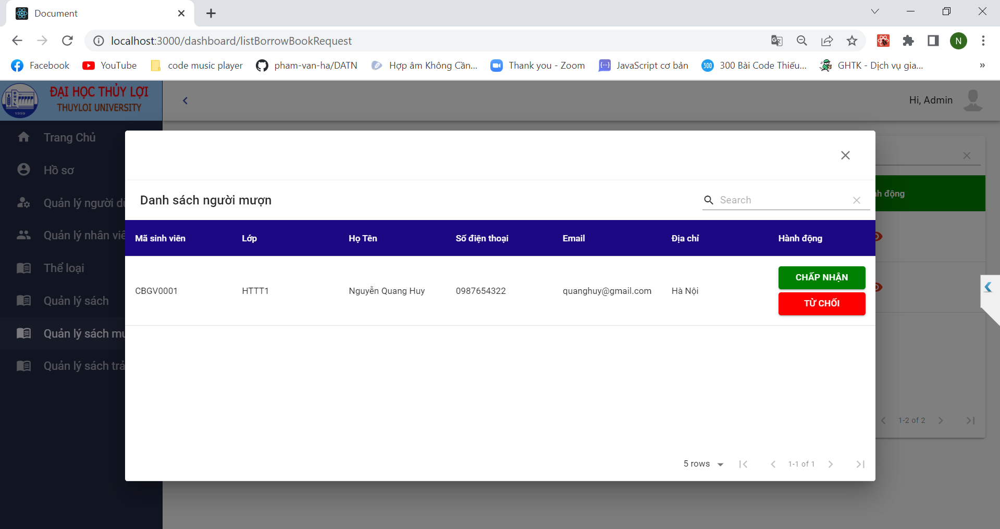 Document
localhost:3000/dashboard/listBorrowBookRequest
N
Facebook YouTube code music player pham-van-ha/DATN Hợp âm Không Cần... Thank you - Zoom JavaScript cơ bản 300 300 Bài Code Thiếu... GHTK - Dịch vụ gia... »
ĐẠI HỌC THỦY LỢI
THUYLOI UNIVERSITY
1959
Hi, Admin
Trang Chủ
Hồ sơ
Quản lý người dù
Quản lý nhân viê
Thể loại
Quản lý sách
Quản lý sách mư
Quản lý sách trả
Danh sách người mượn
Search
Mã sinh viên Lớp Họ Tên Số điện thoại Email Địa chỉ Hành động
nh động
CBGV0001 HTTT1 Nguyễn Quang Huy 0987654322 quanghuy@gmail.com Hà Nội
CHẤP NHẬN
TỪ CHỐI
1-2 of 2
5 rows 1-1 of 1